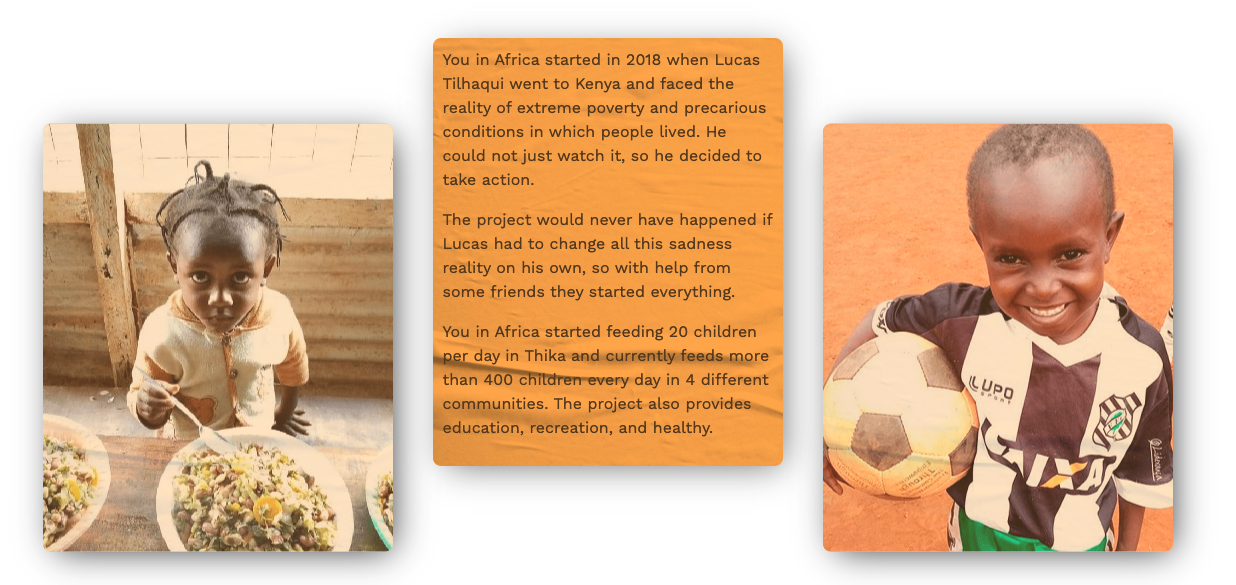 You in Africa started in 2018 when Lucas
Tilhaqui went to Kenya and faced the
reality of extreme poverty and precarious
conditions in which people lived. He
could not just watch it, so he decided to
take action.
The project would never have happened if
Lucas had to change all this sadness
reality on his own, so with help from
some friends they started everything.
You in Africa started feeding 20 children
per day in Thika and currently feeds more
than 400 children every day in 4 different
communities. The project also provides
education, recreation, and healthy.
LUPO
SPORT
CAIXA